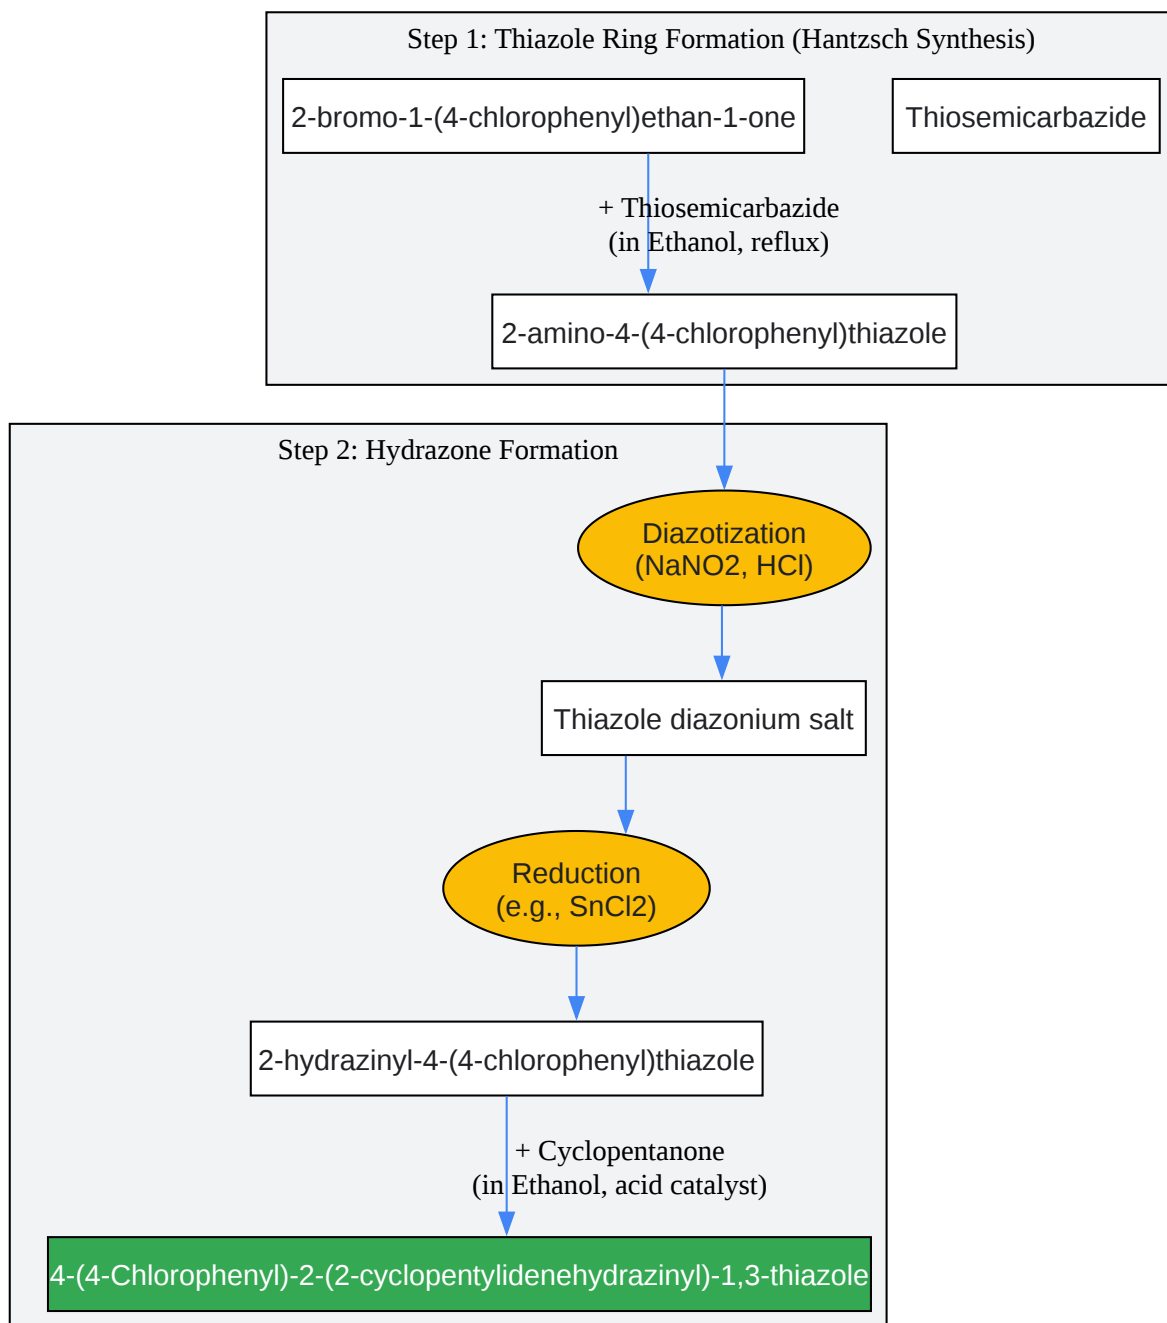 Step 1: Thiazole Ring Formation (Hantzsch Synthesis)
2-bromo-1-(4-chlorophenyl)ethan-1-one
Thiosemicarbazide
+ Thiosemicarbazide
(in Ethanol, reflux)
2-amino-4-(4-chlorophenyl)thiazole
Step 2: Hydrazone Formation
Diazotization
(NaNO2, HCl)
Thiazole diazonium salt
Reduction
(e.g., SnCl2)
2-hydrazinyl-4-(4-chlorophenyl)thiazole
+ Cyclopentanone
(in Ethanol, acid catalyst)
4-(4-Chlorophenyl)-2-(2-cyclopentylidenehydrazinyl)-1,3-thiazole